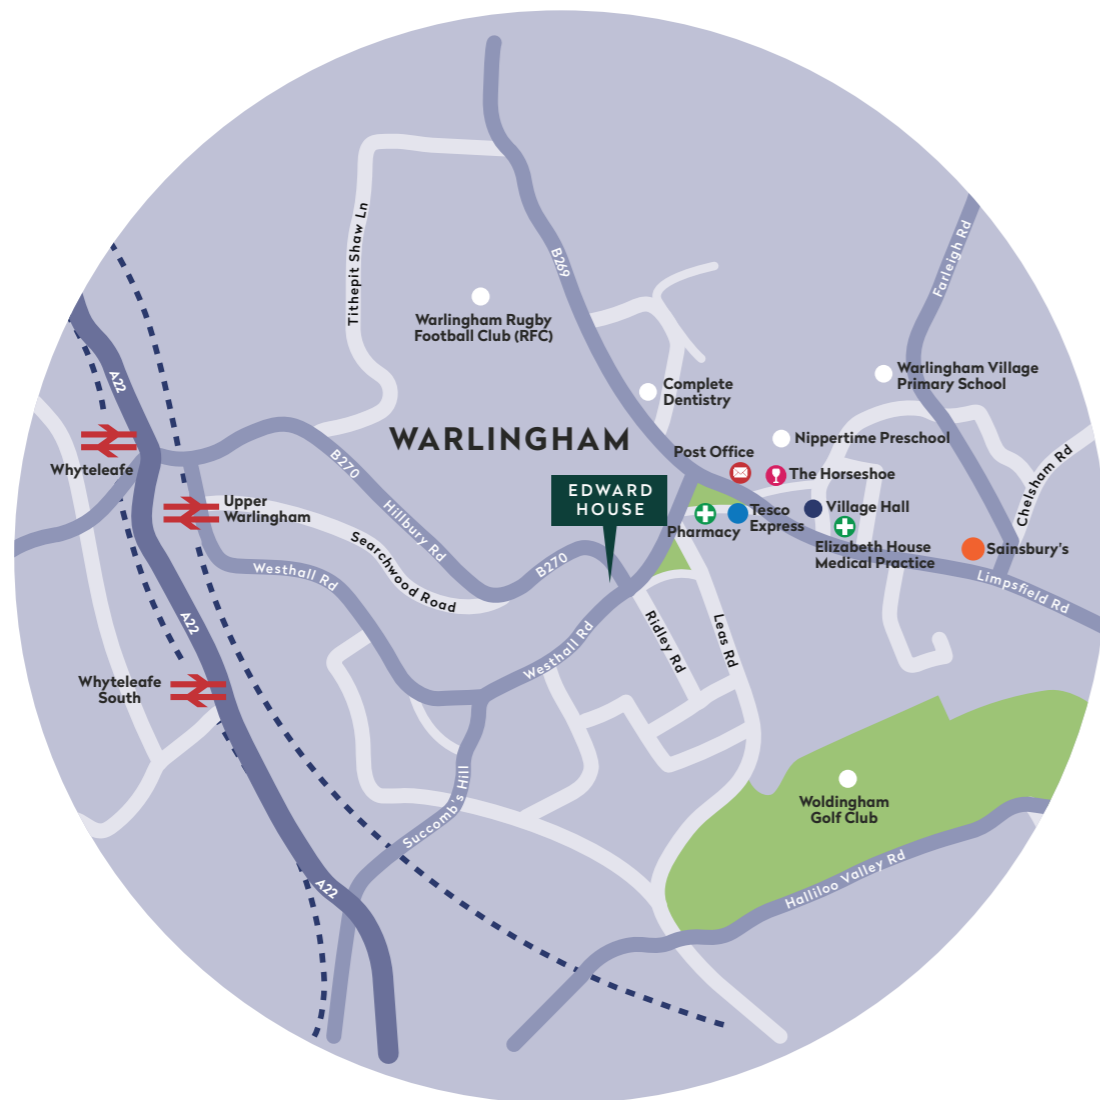 B269
Tithepit Shaw Ln
Farleigh Rd
Warlingham Rugby
Football Club (RFC)
A22
Warlingham Village
Primary School
Complete
Dentistry
WARLINGHAM
Nippertime Preschool
Whyteleafe
B270
Post Office
The Horseshoe
Chelsham Rd
EDWARD
HOUSE
Upper
Warlingham
Hillbury Rd
Pharmacy
Tesco
Express
Village Hall
Elizabeth House
Medical Practice
Sainsbury's
Searchwood Road
B270
Westhall Rd
Limpsfield Rd
A22
Westhall Rd
Ridley Rd
Leas Rd
Whyteleafe
South
Succomb's Hill
Woldingham
Golf Club
Halliloo Valley Rd
A22